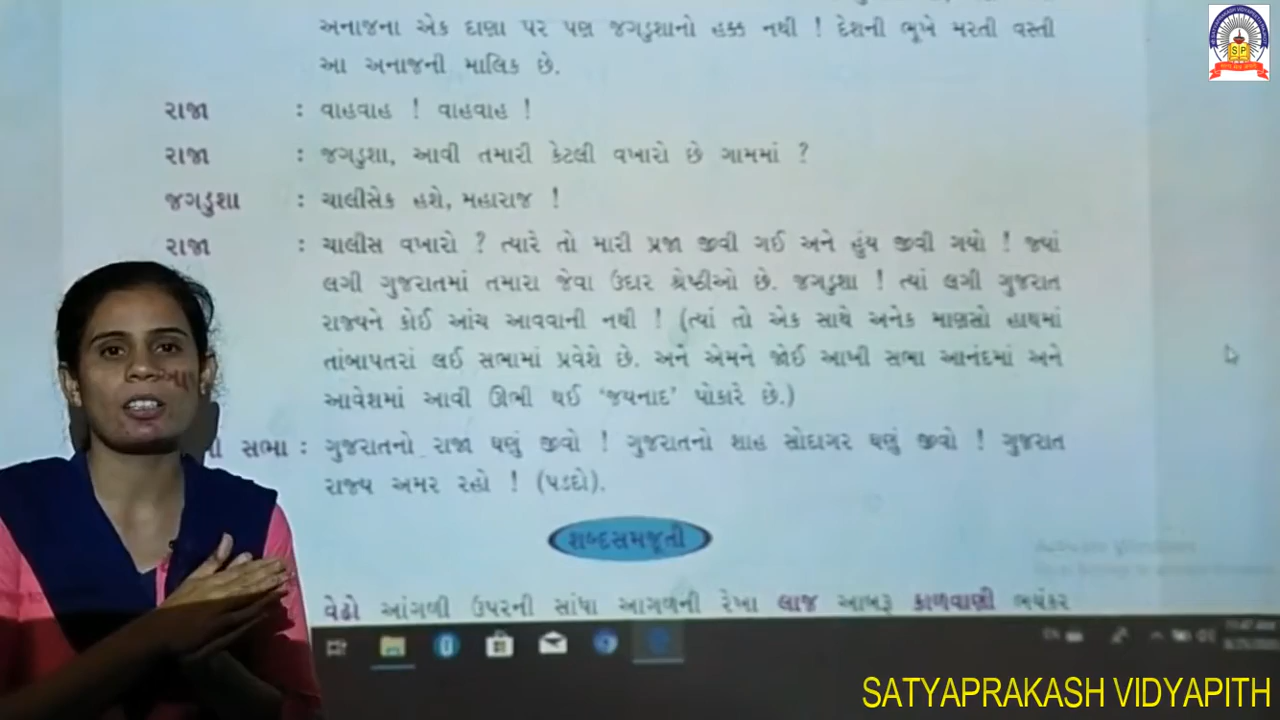 અનાજના એક દાણા પર પણ જગડુશાનો હક્ક નથી ! દેશની ભૂખે મરતી વસ્તી
આ અનાજની માલિક છે.
રાજા : વાહવાહ ! વાહવાહ !
રાજા : જગડુશા, આવી તમારી કેટલી વખારો છે ગામમાં ?
જગડુશા : ચાલીસેક હશે, મહારાજ !
રાજા : ચાલીસ વખારો ? ત્યારે તો મારી પ્રજા જીવી ગઈ અને હુંય જીવી ગયો ! જ્યાં
લગી ગુજરાતમાં તમારા જેવા ઉદાર શ્રેષ્ઠીઓ છે. જગડુશા ! ત્યાં લગી ગુજરાત
રાજ્યને કોઈ આંચ આવવાની નથી ! (ત્યાં તો એક સાથે અનેક માણસો હાથમાં
તાંબાપતરાં લઈ સભામાં પ્રવેશે છે. અને એમને જોઈ આખી સભા આનંદમાં અને
આવેશમાં આવી ઊભી થઈ ‘જયનાદ’ પોકારે છે.)
સભા : ગુજરાતનો રાજા ઘણું જીવો ! ગુજરાતનો શાહ સોદાગર ઘણું જીવો ! ગુજરાત
રાજ્ય અમર રહો ! (પડદો).
શબ્દસમજૂતી
વેઢો આંગળી ઉપરની સાંધા આગળની રેખા લાજ આબરૂ કાળવાણી ભયંકર
SATYAPRAKASH VIDYAPITH